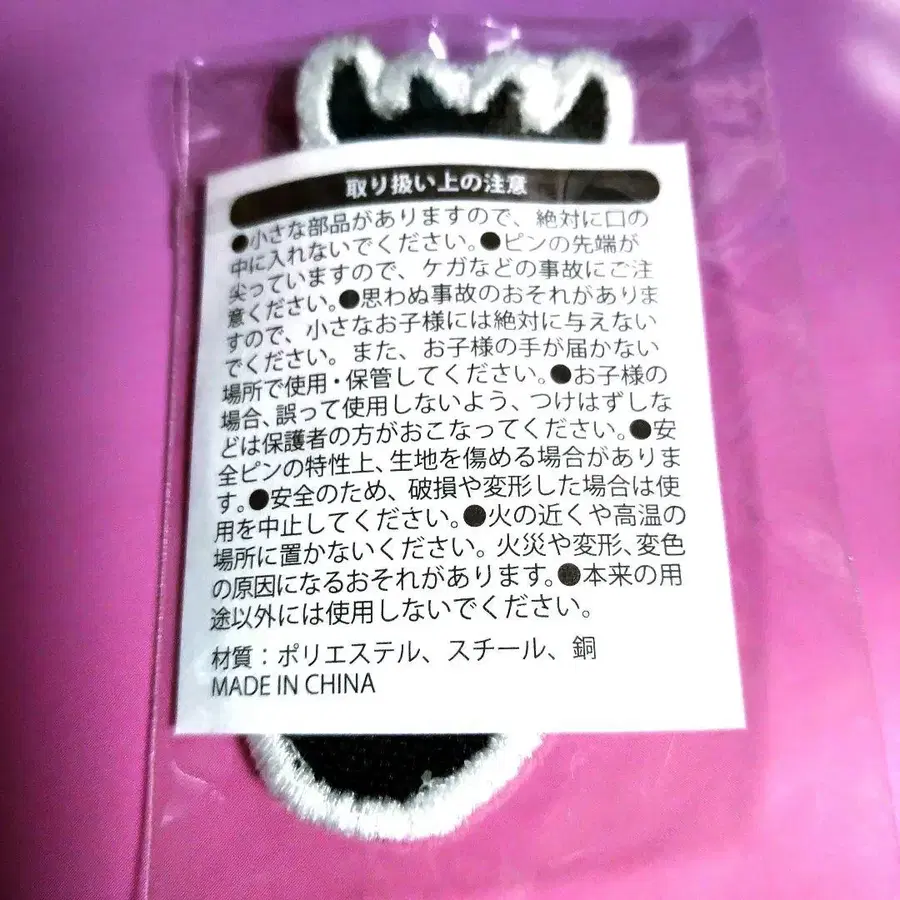 取り扱い上の注意
●小さな部品がありますので、絶対に口の
中に入れないでください。●ピンの先端が
尖っていますので、ケガなどの事故にご注
意ください。●思わぬ事故のおそれがありま
すので、小さなお子様には絶対に与えない
でください。また、お子様の手が届かない
場所で使用・保管してください。●お子様の
場合、誤って使用しないよう、つけはずしな
どは保護者の方がおこなってください。●安
全ピンの特性上、生地を傷める場合がありま
す。●安全のため、破損や変形した場合は使
用を中止してください。●火の近くや高温の
場所に置かないください。火災や変形、変色
の原因になるおそれがあります。●本来の用
途以外には使用しないでください。
材質：ポリエステル、スチール、銅
MADE IN CHINA